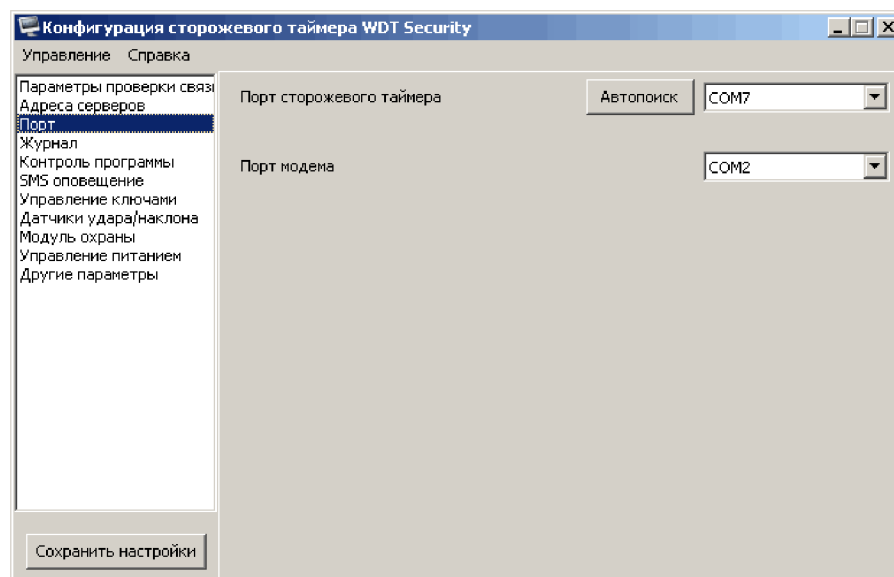 Конфигурация сторожевого таймера WDT Security
Управление Справка
Параметры проверки связи
Адреса серверов
Порт
Журнал
Контроль программы
SMS оповещение
Управление ключами
Датчики удара/наклона
Модуль охраны
Управление питанием
Другие параметры
Порт сторожевого таймера Автопоиск COM7
Порт модема COM2
Сохранить настройки